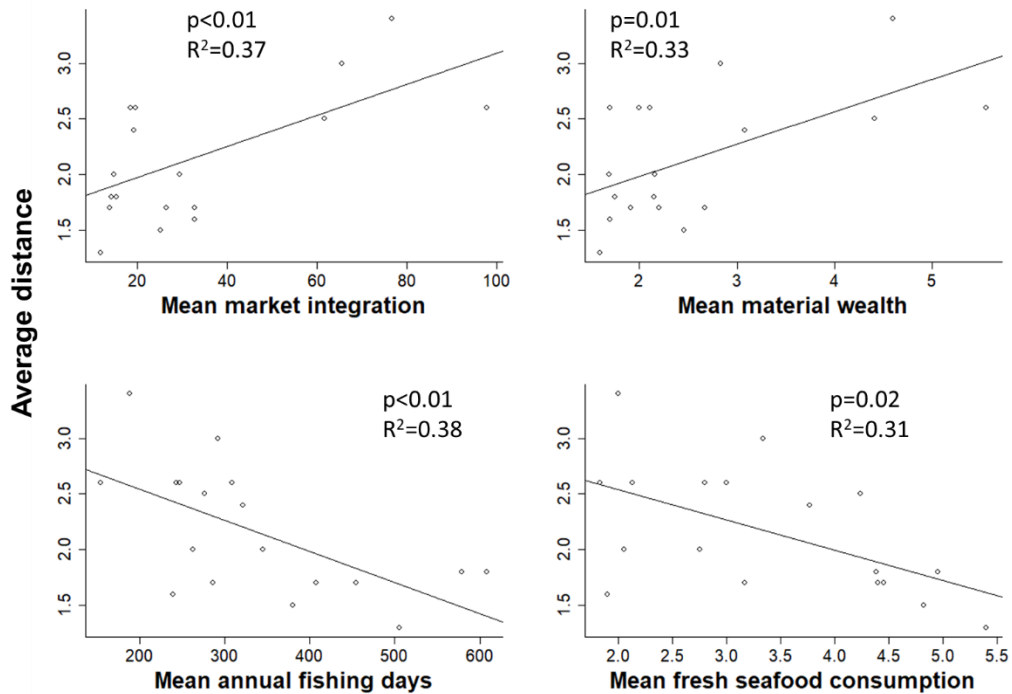 Average distance
p<0.01
R²=0.37
3.0
2.5
2.0
1.5
20
40
60
80
100
Mean market integration
p=0.01
R²=0.33
3.0
2.5
2.0
1.5
2
3
4
5
Mean material wealth
p<0.01
R²=0.38
3.0
2.5
2.0
1.5
200
300
400
500
600
Mean annual fishing days
p=0.02
R²=0.31
3.0
2.5
2.0
1.5
2.0
2.5
3.0
3.5
4.0
4.5
5.0
5.5
Mean fresh seafood consumption